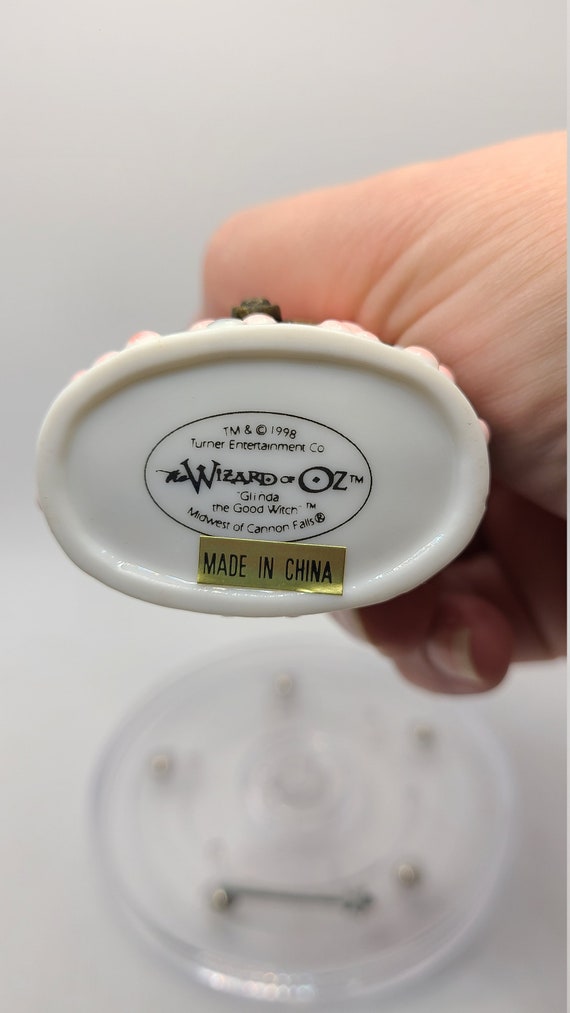 TM & © 1998
Turner Entertainment Co
The WIZARD OF OZ™
"Glinda
the Good Witch" ™
Midwest of Cannon Falls®
MADE IN CHINA